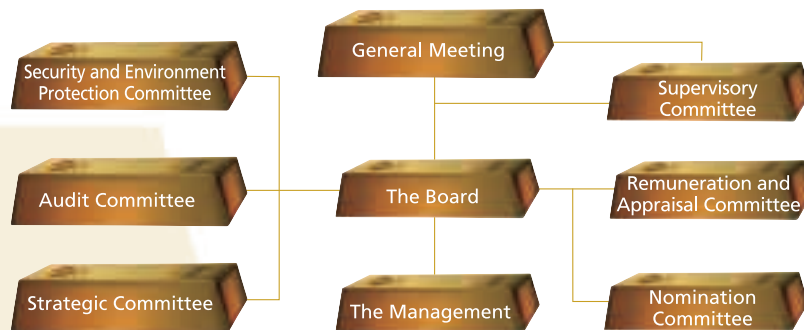 General Meeting
Security and Environment
Protection Committee
Supervisory
Committee
Audit Committee
The Board
Remuneration and
Appraisal Committee
Strategic Committee
The Management
Nomination
Committee